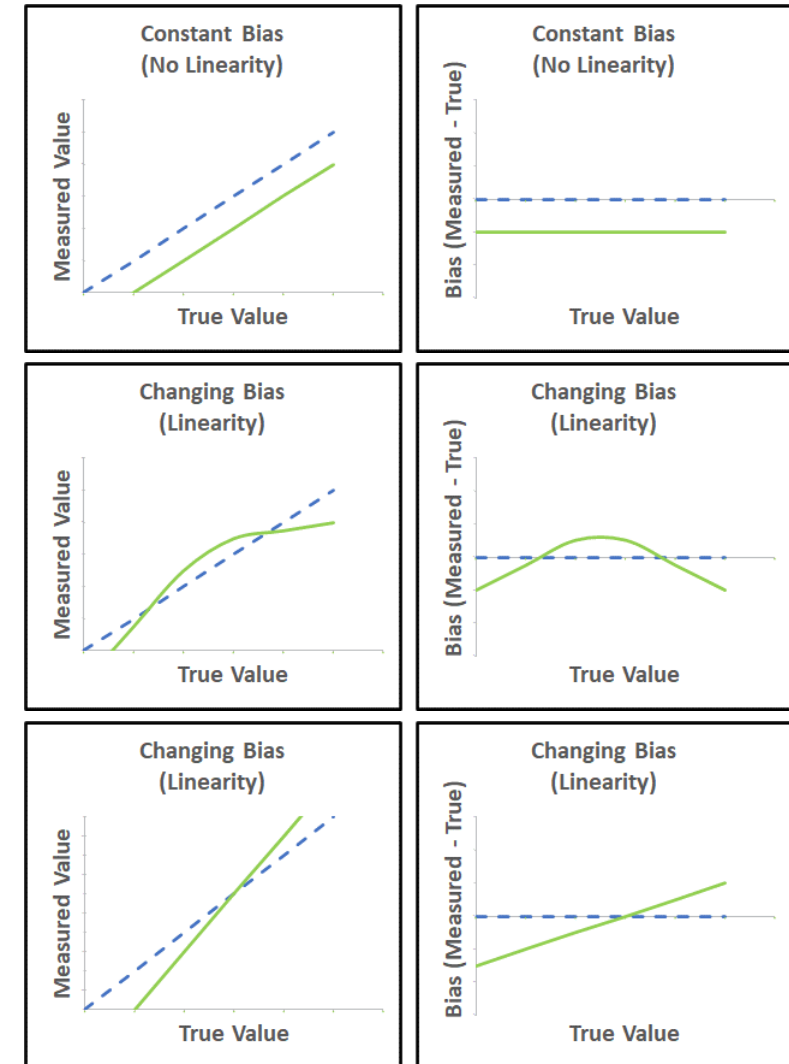 Constant Bias
(No Linearity)
Measured Value
True Value
Constant Bias
(No Linearity)
Bias (Measured - True)
True Value
Changing Bias
(Linearity)
Measured Value
True Value
Changing Bias
(Linearity)
Bias (Measured - True)
True Value
Changing Bias
(Linearity)
Measured Value
True Value
Changing Bias
(Linearity)
Bias (Measured - True)
True Value